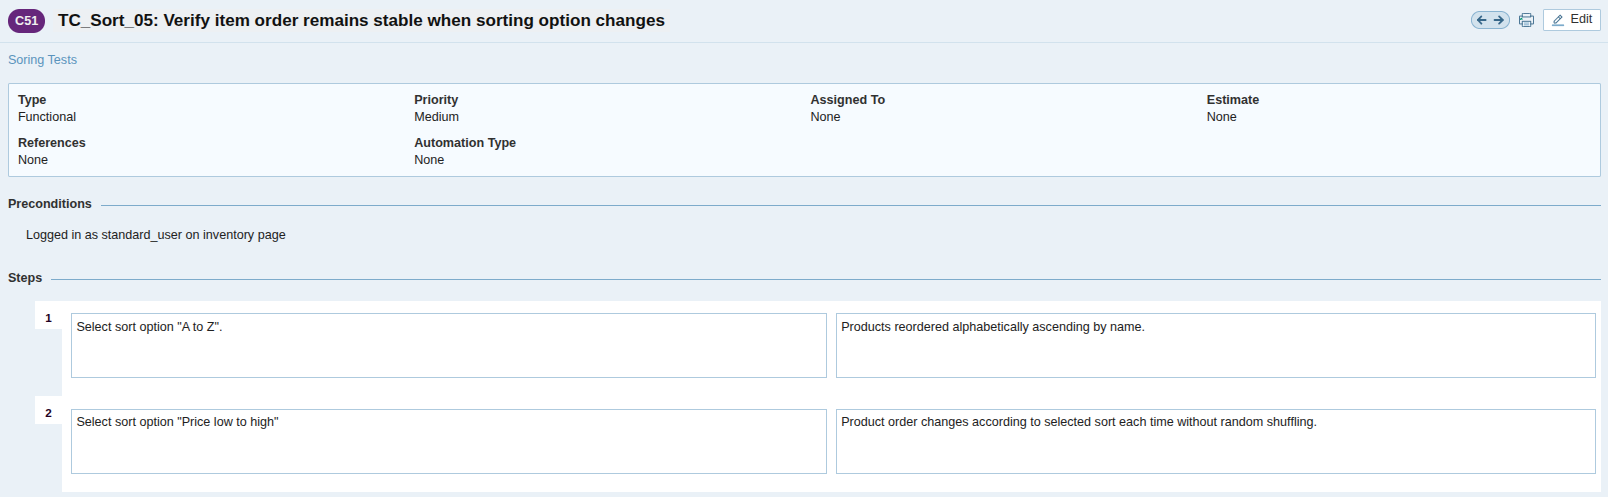 C51 TC_Sort_05: Verify item order remains stable when sorting option changes Edit
Soring Tests
Type Priority Assigned To Estimate
Functional Medium None None
References Automation Type
None None
Preconditions
Logged in as standard_user on inventory page
Steps
1 Select sort option "A to Z". Products reordered alphabetically ascending by name.
2 Select sort option "Price low to high" Product order changes according to selected sort each time without random shuffling.